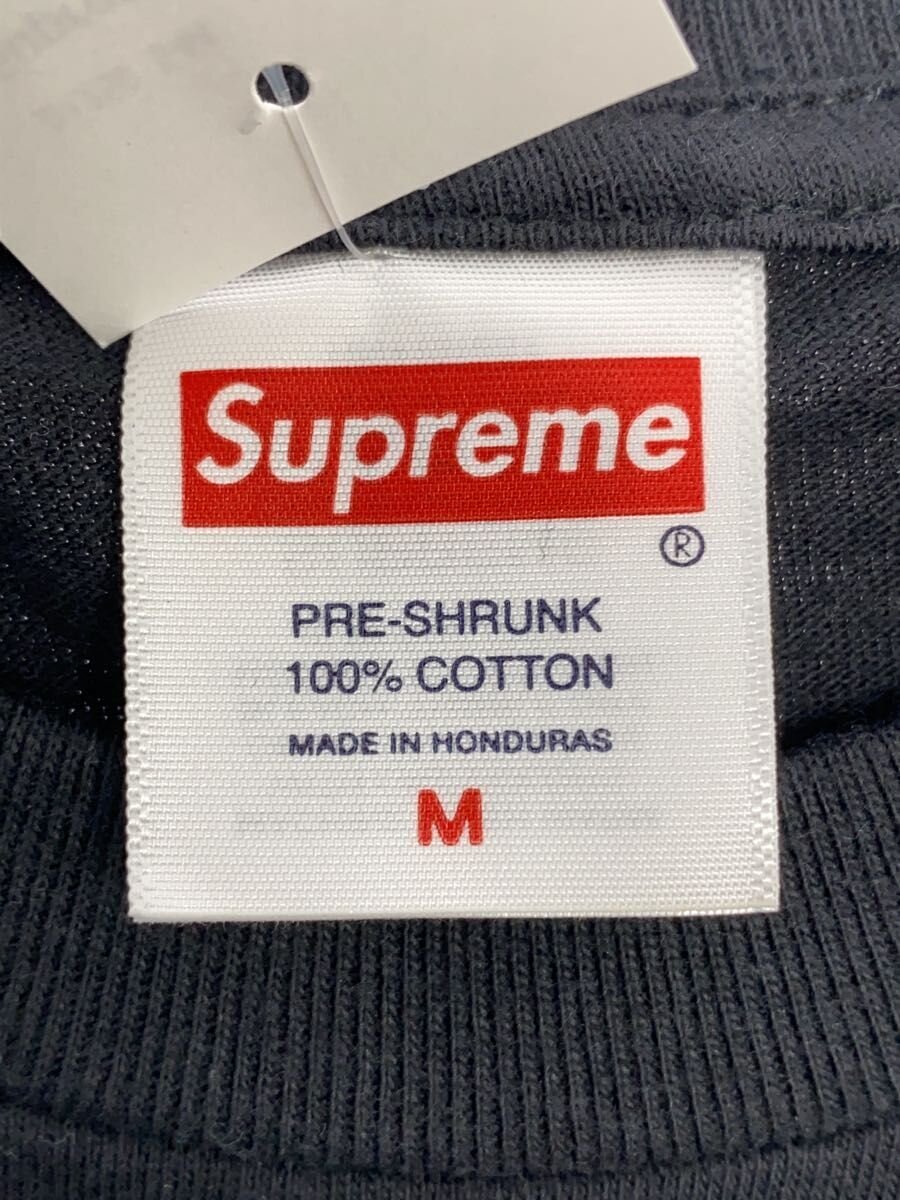 Supreme
®
PRE-SHRUNK
100% COTTON
MADE IN HONDURAS
M